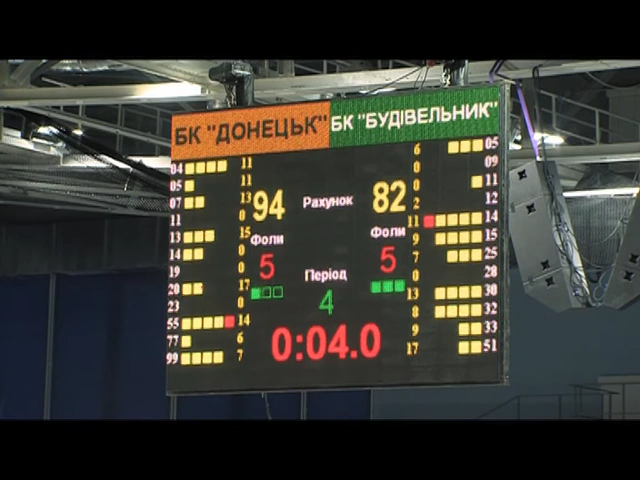 БК "ДОНЕЦЬК" БК "БУДІВЕЛЬНИК"
04 11 6 05
05 11 0 09
07 13 94 Рахунок 82 0 11
11 0 2 12
13 15 Фоли Фоли 11 14
14 0 5 5 9 15
19 0 Період 7 25
20 17 4 0 28
23 0 13 30
55 14 0:04.0 8 32
77 6 9 33
99 7 17 51